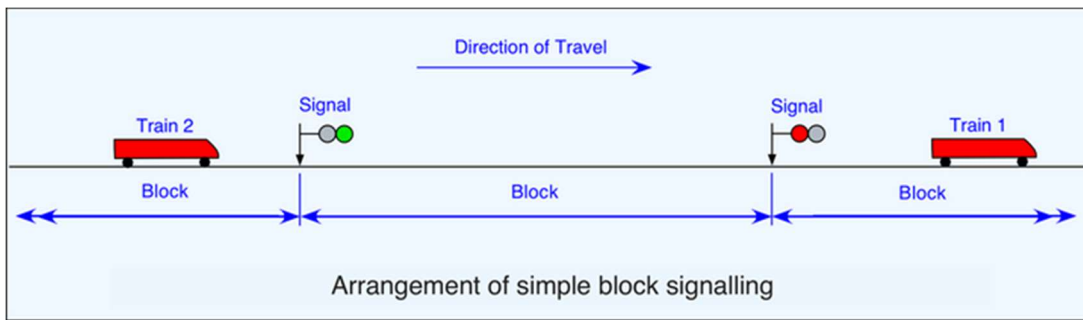 Direction of Travel
Signal
Signal
Train 2
Train 1
Block
Block
Block
Arrangement of simple block signalling